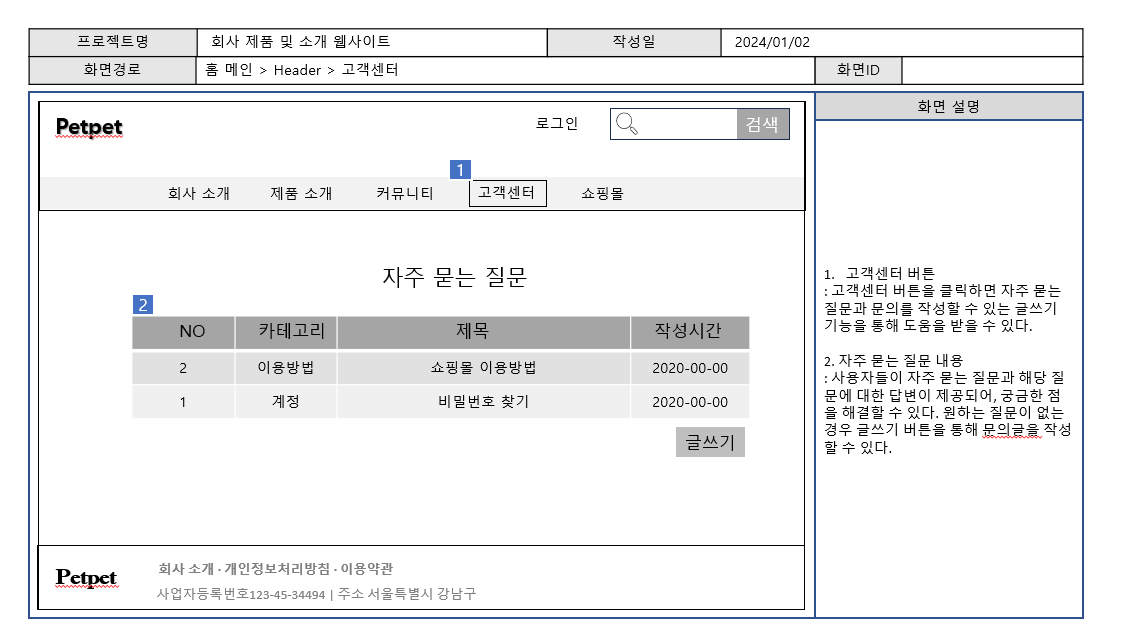 프로젝트명 회사 제품 및 소개 웹사이트 작성일 2024/01/02
화면경로 홈 메인 > Header > 고객센터 화면ID
Petpet 로그인 검색
1
회사 소개 제품 소개 커뮤니티 고객센터 쇼핑몰
자주 묻는 질문
2
NO 카테고리 제목 작성시간
2 이용방법 쇼핑몰 이용방법 2020-00-00
1 계정 비밀번호 찾기 2020-00-00
글쓰기
Petpet
회사 소개 · 개인정보처리방침 · 이용약관
사업자등록번호123-45-34494 | 주소 서울특별시 강남구
화면 설명
1. 고객센터 버튼
: 고객센터 버튼을 클릭하면 자주 묻는
질문과 문의를 작성할 수 있는 글쓰기
기능을 통해 도움을 받을 수 있다.
2. 자주 묻는 질문 내용
: 사용자들이 자주 묻는 질문과 해당 질
문에 대한 답변이 제공되어, 궁금한 점
을 해결할 수 있다. 원하는 질문이 없는
경우 글쓰기 버튼을 통해 문의글을 작성
할 수 있다.